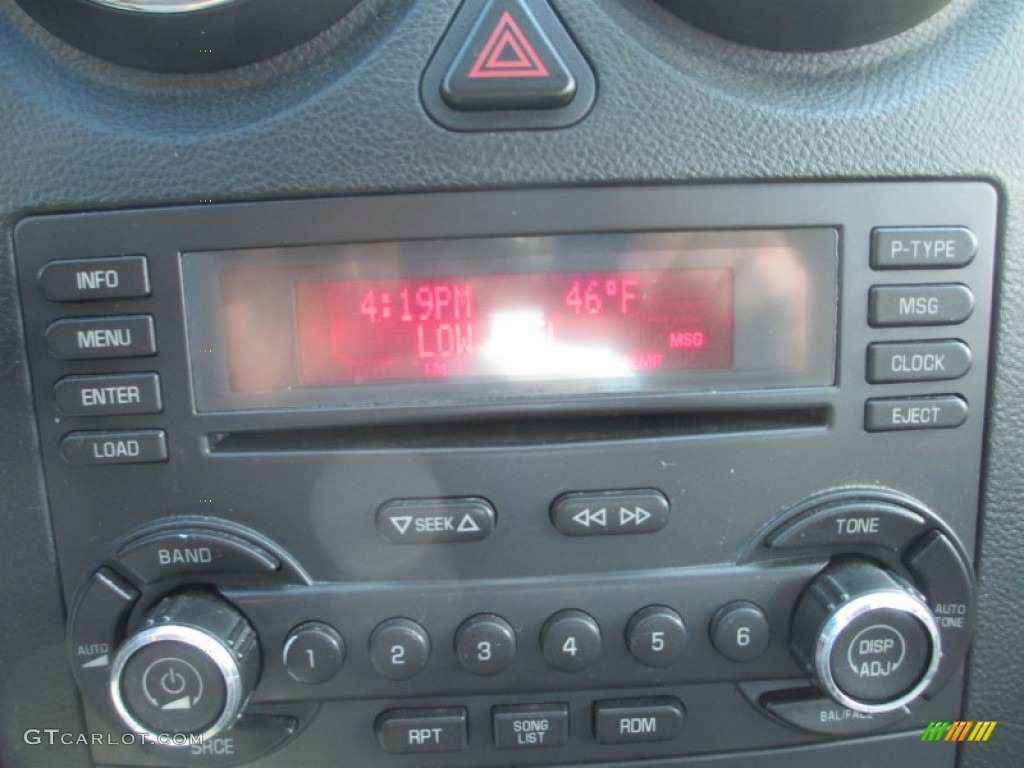 P-TYPE
INFO
4:19PM 46°F
MSG
MENU
LOW
MSG
CLOCK
ENTER
EJECT
LOAD
SEEK
TONE
BAND
AUTO TONE
1 2 3 4 5 6
AUTO
DISP
ADJ
BAL/FADE
RPT
SONG
LIST
RDM
SRCE
GTCARLOT.COM